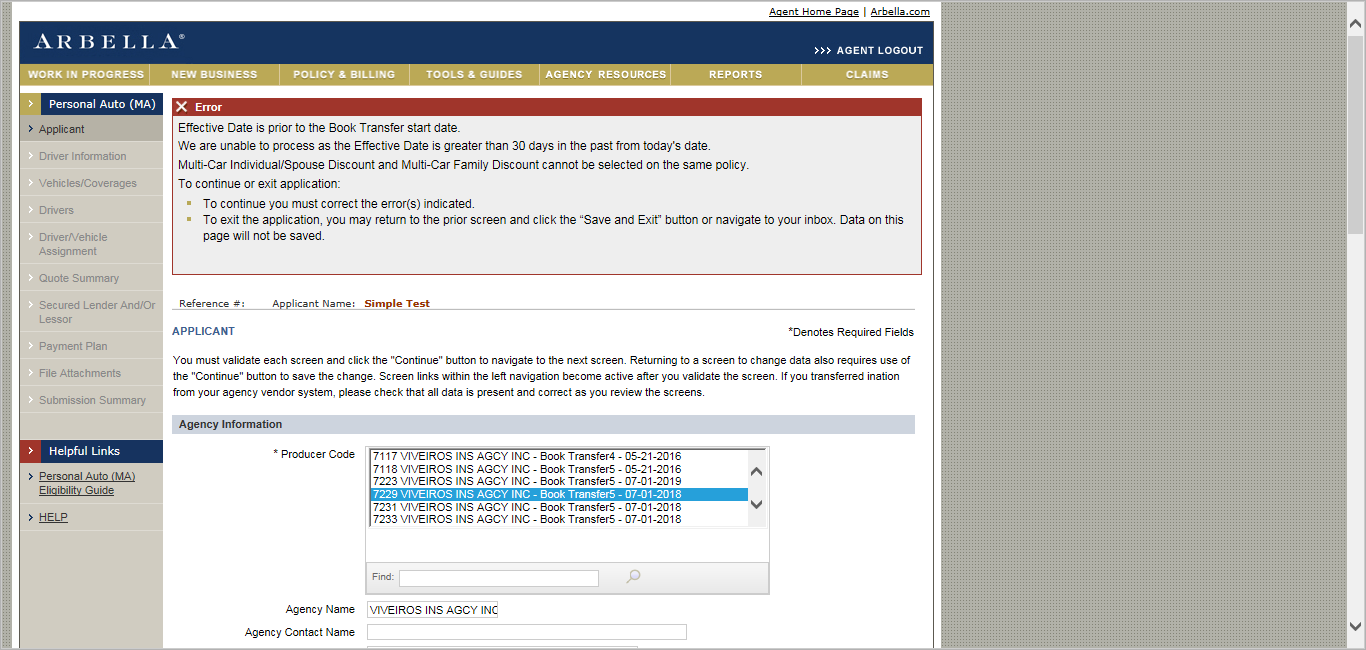 Agent Home Page | Arbella.com
ARBELLA®
>>> AGENT LOGOUT
WORK IN PROGRESS NEW BUSINESS POLICY & BILLING TOOLS & GUIDES AGENCY RESOURCES REPORTS CLAIMS
Personal Auto (MA)
Applicant
Driver Information
Vehicles/Coverages
Drivers
Driver/Vehicle
Assignment
Quote Summary
Secured Lender And/Or
Lessor
Payment Plan
File Attachments
Submission Summary
Helpful Links
Personal Auto (MA)
Eligibility Guide
HELP
Error
Effective Date is prior to the Book Transfer start date.
We are unable to process as the Effective Date is greater than 30 days in the past from today's date.
Multi-Car Individual/Spouse Discount and Multi-Car Family Discount cannot be selected on the same policy.
To continue or exit application:
To continue you must correct the error(s) indicated.
To exit the application, you may return to the prior screen and click the “Save and Exit” button or navigate to your inbox. Data on this
page will not be saved.
Reference #: Applicant Name: Simple Test
APPLICANT
*Denotes Required Fields
You must validate each screen and click the "Continue" button to navigate to the next screen. Returning to a screen to change data also requires use of
the "Continue" button to save the change. Screen links within the left navigation become active after you validate the screen. If you transferred ination
from your agency vendor system, please check that all data is present and correct as you review the screens.
Agency Information
* Producer Code
7117 VIVEIROS INS AGCY INC - Book Transfer4 - 05-21-2016
7118 VIVEIROS INS AGCY INC - Book Transfer5 - 05-21-2016
7223 VIVEIROS INS AGCY INC - Book Transfer5 - 07-01-2019
7229 VIVEIROS INS AGCY INC - Book Transfer5 - 07-01-2018
7231 VIVEIROS INS AGCY INC - Book Transfer5 - 07-01-2018
7233 VIVEIROS INS AGCY INC - Book Transfer5 - 07-01-2018
Find:
Agency Name VIVEIROS INS AGCY INC
Agency Contact Name